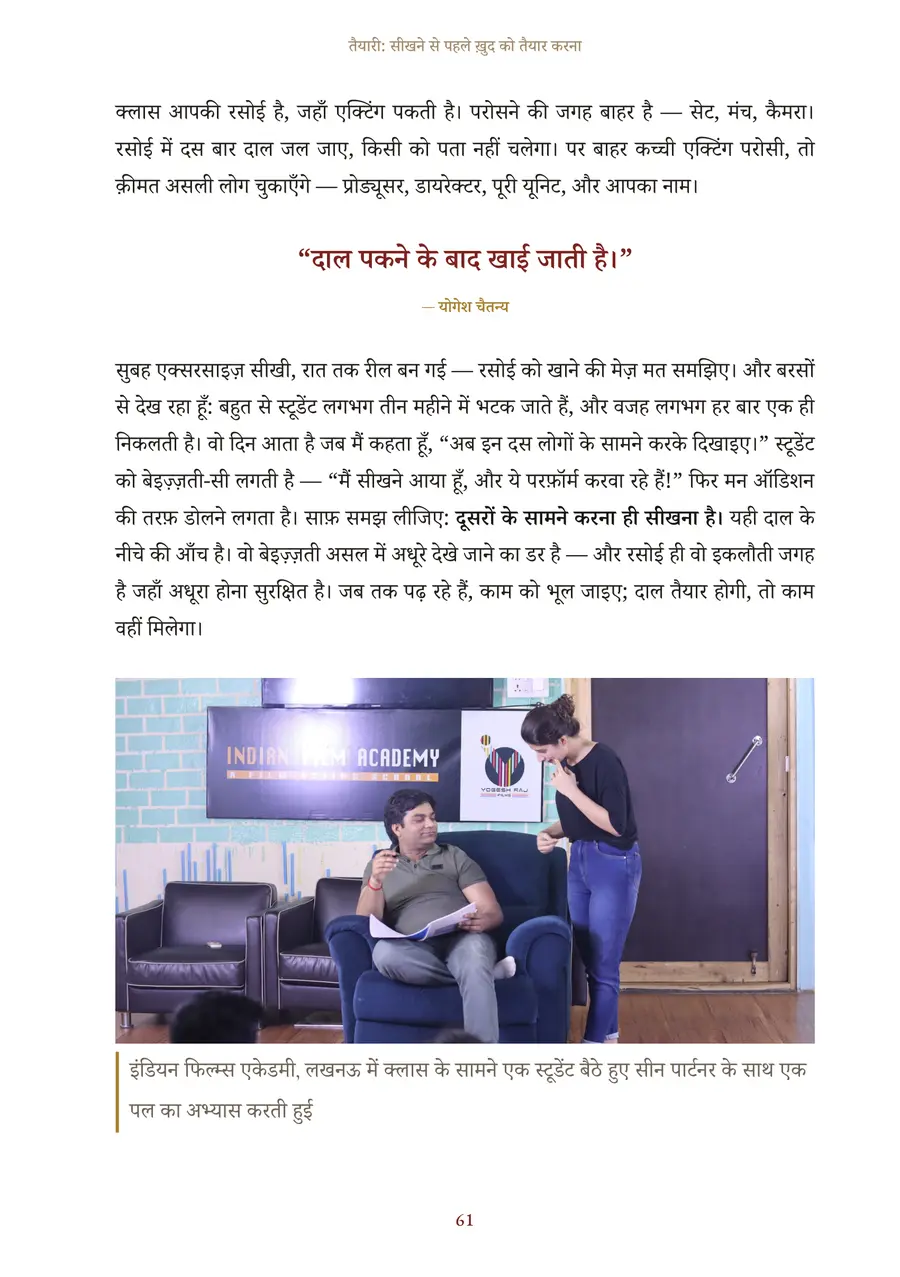 तैयारी: सीखने से पहले ख़ुद को तैयार करना
क्लास आपकी रसोई है, जहाँ एक्टिंग पकती है। परोसने की जगह बाहर है — सेट, मंच, कैमरा।
रसोई में दस बार दाल जल जाए, किसी को पता नहीं चलेगा। पर बाहर कच्ची एक्टिंग परोसी, तो
क़ीमत असली लोग चुकाएँगे — प्रोड्यूसर, डायरेक्टर, पूरी यूनिट, और आपका नाम।
“दाल पकने के बाद खाई जाती है।”
— योगेश चैतन्य
सुबह एक्सरसाइज़ सीखी, रात तक रील बन गई — रसोई को खाने की मेज़ मत समझिए। और बरसों
से देख रहा हूँ: बहुत से स्टूडेंट लगभग तीन महीने में भटक जाते हैं, और वजह लगभग हर बार एक ही
निकलती है। वो दिन आता है जब मैं कहता हूँ, “अब इन दस लोगों के सामने करके दिखाइए।” स्टूडेंट
को बेइज़्ज़ती-सी लगती है — “मैं सीखने आया हूँ, और ये परफ़ॉर्म करवा रहे हैं!” फिर मन ऑडिशन
की तरफ़ डोलने लगता है। साफ़ समझ लीजिए: दूसरों के सामने करना ही सीखना है। यही दाल के
नीचे की आँच है। वो बेइज़्ज़ती असल में अधूरे देखे जाने का डर है — और रसोई ही वो इकलौती जगह
है जहाँ अधूरा होना सुरक्षित है। जब तक पढ़ रहे हैं, काम को भूल जाइए; दाल तैयार होगी, तो काम
वहीं मिलेगा।
INDIAN FILM ACADEMY
A FILM ACTING SCHOOL
YOGESH RAJ
FILMS
इंडियन फिल्म्स एकेडमी, लखनऊ में क्लास के सामने एक स्टूडेंट बैठे हुए सीन पार्टनर के साथ एक
पल का अभ्यास करती हुई
61